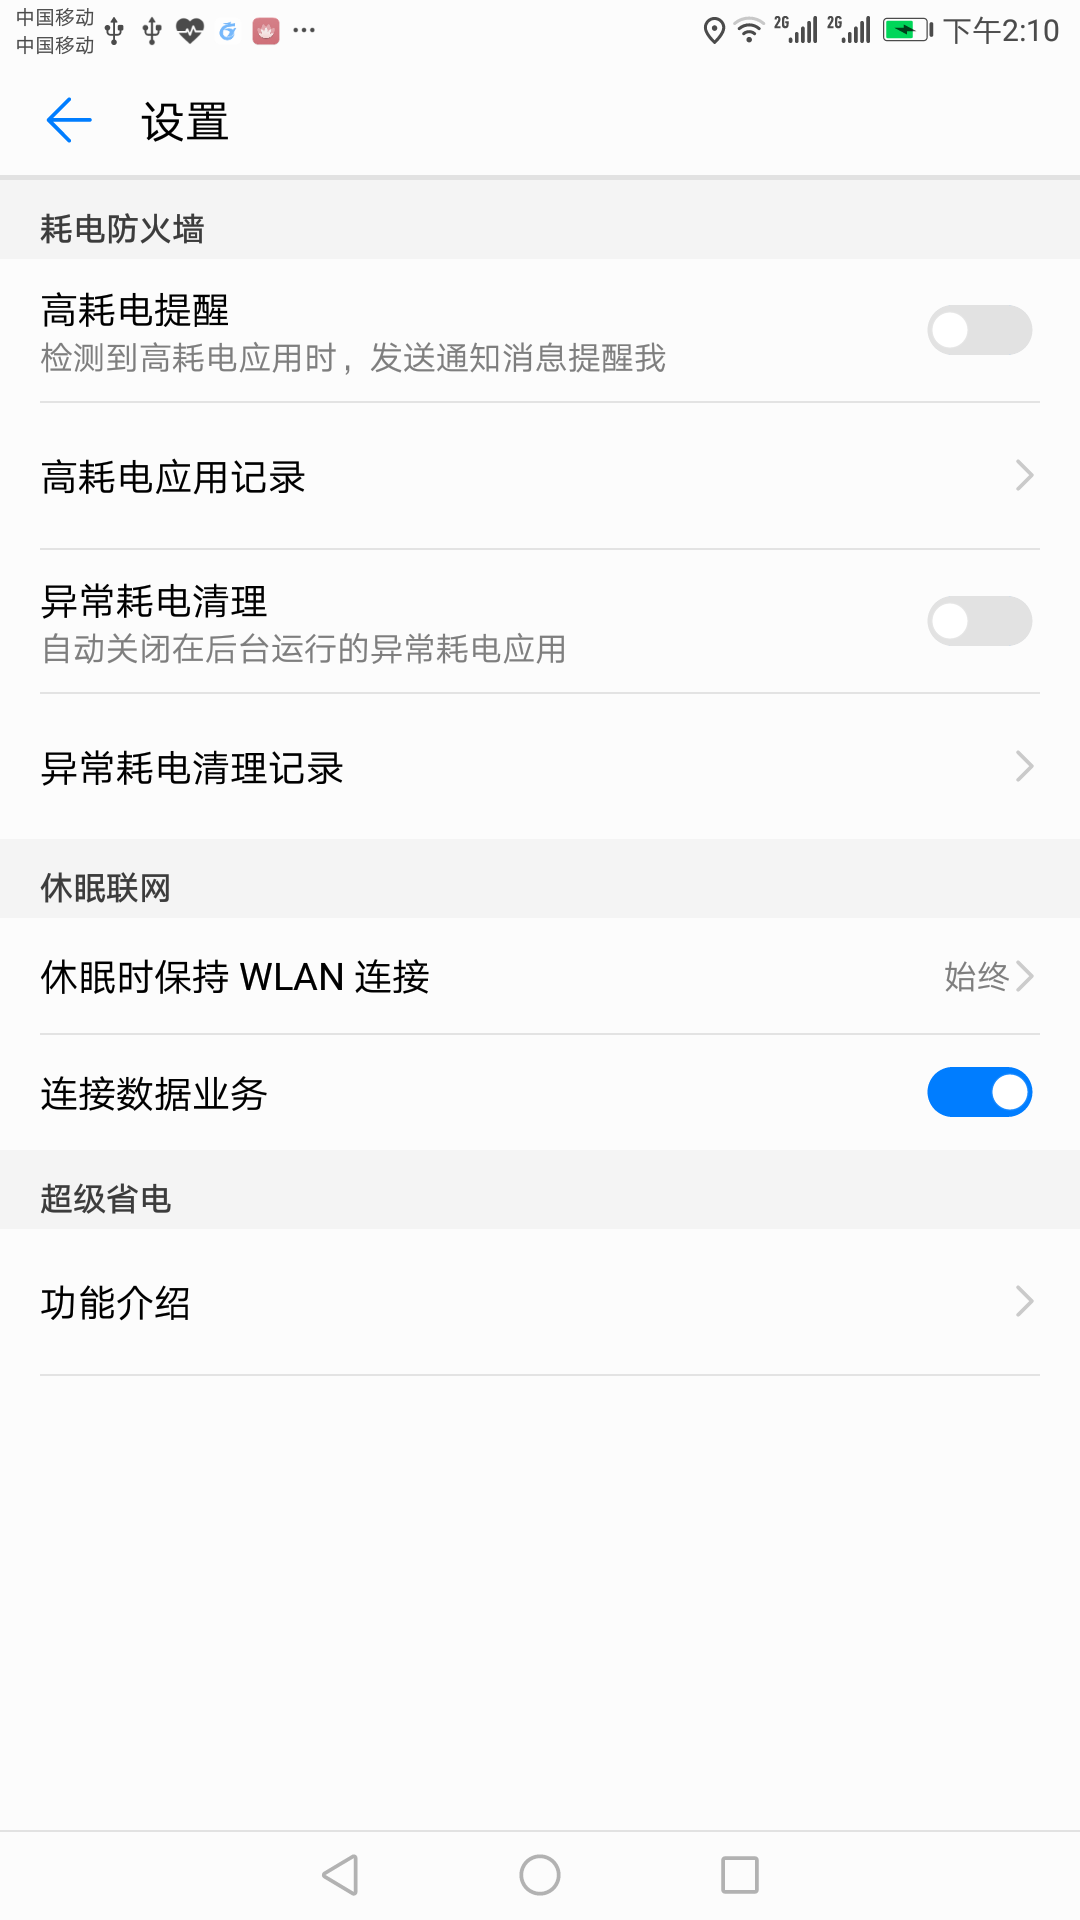 中国移动
中国移动
2G
2G
下午2:10
设置
耗电防火墙
高耗电提醒
检测到高耗电应用时，发送通知消息提醒我
高耗电应用记录
异常耗电清理
自动关闭在后台运行的异常耗电应用
异常耗电清理记录
休眠联网
休眠时保持 WLAN 连接
始终
连接数据业务
超级省电
功能介绍